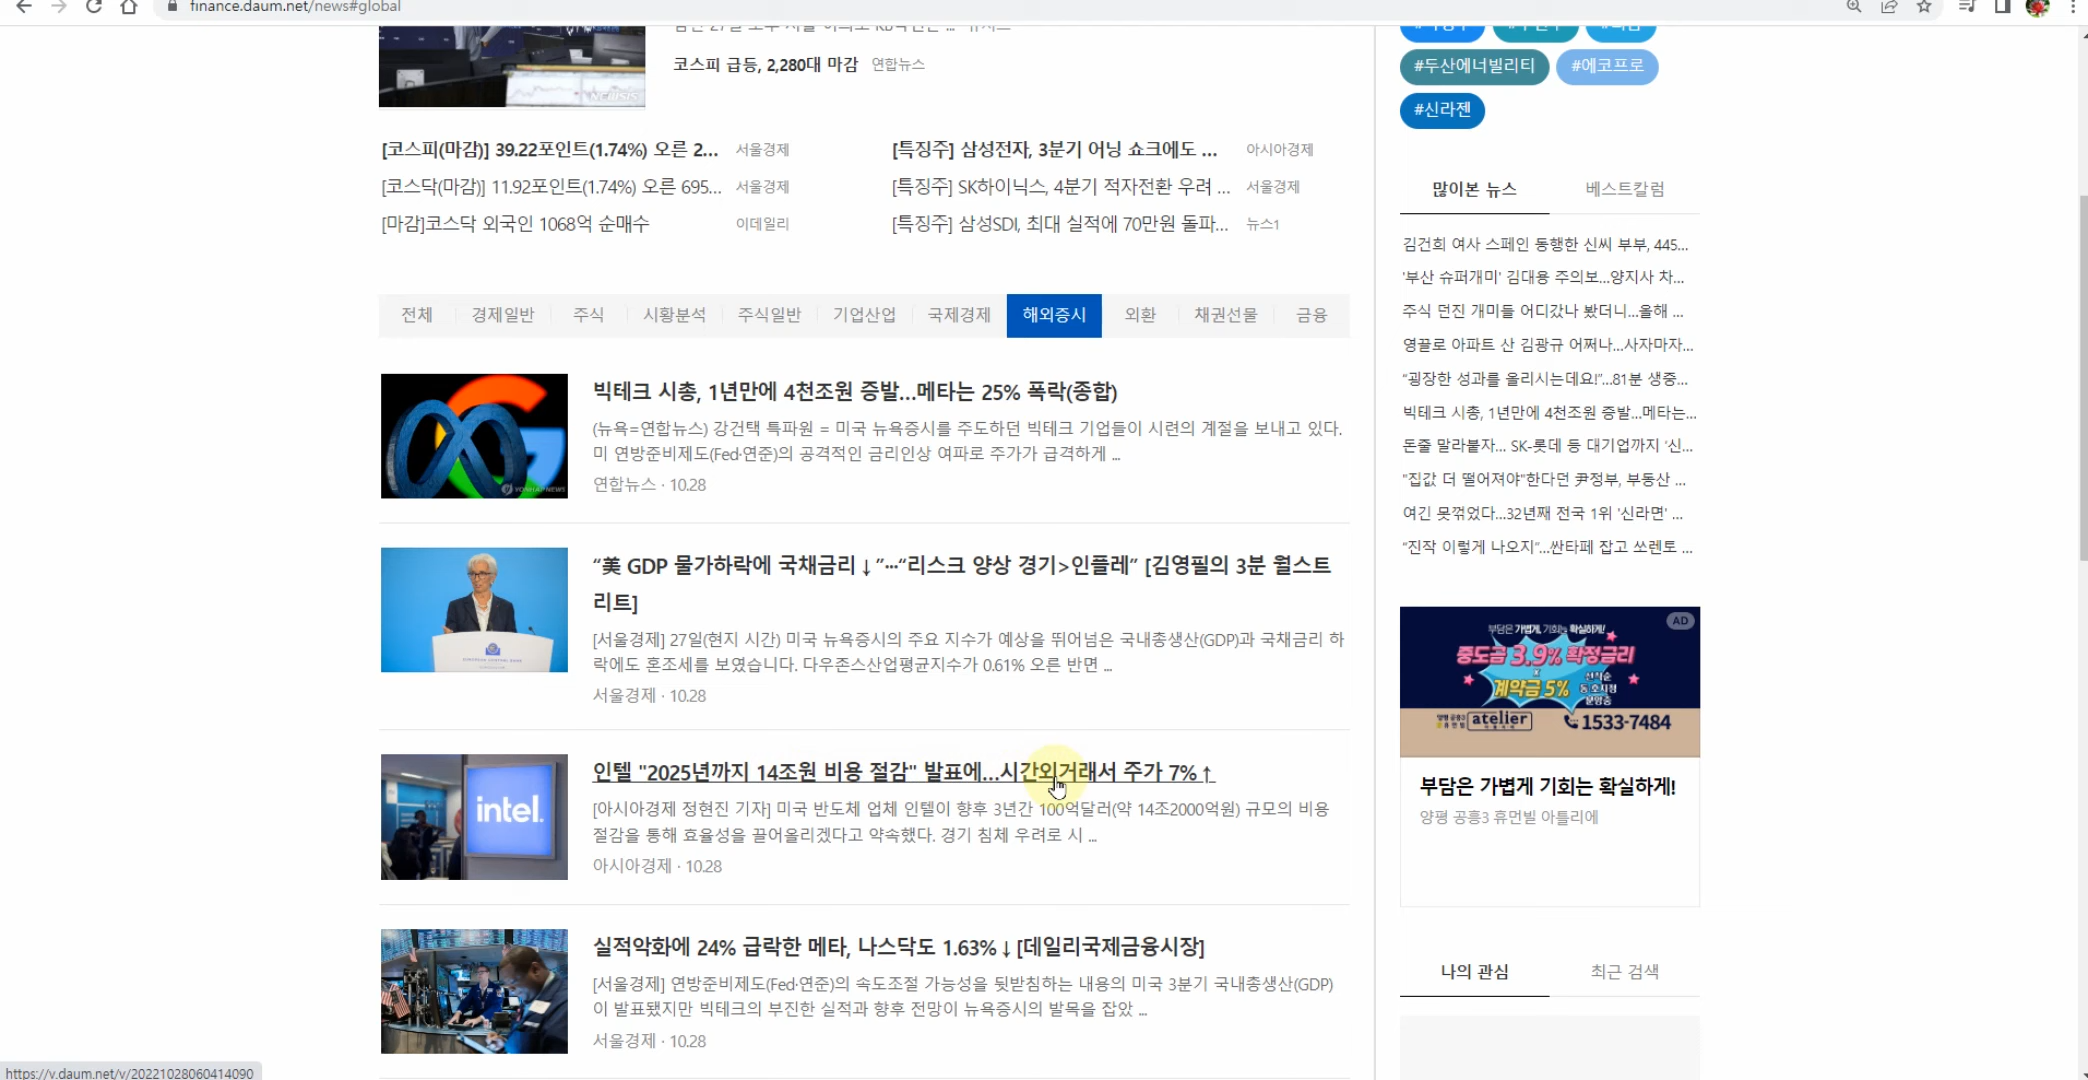 finance.daum.net/news#global
코스피 급등, 2,280대 마감 연합뉴스
NEWSIS
[코스피(마감)] 39.22포인트(1.74%) 오른 2... 서울경제
[코스닥(마감)] 11.92포인트(1.74%) 오른 695... 서울경제
[마감]코스닥 외국인 1068억 순매수 이데일리
[특징주] 삼성전자, 3분기 어닝 쇼크에도 ... 아시아경제
[특징주] SK하이닉스, 4분기 적자전환 우려 ... 서울경제
[특징주] 삼성SDI, 최대 실적에 70만원 돌파... 뉴스1
전체 경제일반 주식 시황분석 주식일반 기업산업 국제경제 해외증시 외환 채권선물 금융
빅테크 시총, 1년만에 4천조원 증발...메타는 25% 폭락(종합)
(뉴욕=연합뉴스) 강건택 특파원 = 미국 뉴욕증시를 주도하던 빅테크 기업들이 시련의 계절을 보내고 있다.
미 연방준비제도(Fed·연준)의 공격적인 금리인상 여파로 주가가 급격하게 ...
연합뉴스 · 10.28
YONHAP NEWS
“美 GDP 물가하락에 국채금리↓”…“리스크 양상 경기>인플레” [김영필의 3분 월스트
리트]
[서울경제] 27일(현지 시간) 미국 뉴욕증시의 주요 지수가 예상을 뛰어넘은 국내총생산(GDP)과 국채금리 하
락에도 혼조세를 보였습니다. 다우존스산업평균지수가 0.61% 오른 반면 ...
서울경제 · 10.28
EUROPEAN CENTRAL BANK
인텔 "2025년까지 14조원 비용 절감" 발표에...시간외거래서 주가 7%↑
[아시아경제 정현진 기자] 미국 반도체 업체 인텔이 향후 3년간 100억달러(약 14조2000억원) 규모의 비용
절감을 통해 효율성을 끌어올리겠다고 약속했다. 경기 침체 우려로 시 ...
아시아경제 · 10.28
intel.
실적악화에 24% 급락한 메타, 나스닥도 1.63%↓[데일리국제금융시장]
[서울경제] 연방준비제도(Fed·연준)의 속도조절 가능성을 뒷받침하는 내용의 미국 3분기 국내총생산(GDP)
이 발표됐지만 빅테크의 부진한 실적과 향후 전망이 뉴욕증시의 발목을 잡았 ...
서울경제 · 10.28
#두산에너빌리티 #에코프로
#신라젠
많이본 뉴스 베스트칼럼
김건희 여사 스페인 동행한 신씨 부부, 445...
'부산 슈퍼개미' 김대용 주의보...양지사 차...
주식 던진 개미들 어디갔나 봤더니...올해 ...
영끌로 아파트 산 김광규 어쩌나...사자마자...
“굉장한 성과를 올리시는데요!”...81분 생중...
빅테크 시총, 1년만에 4천조원 증발...메타는...
돈줄 말라붙자... SK-롯데 등 대기업까지 '신...
"집값 더 떨어져야"한다던 尹정부, 부동산 ...
여긴 못꺾었다...32년째 전국 1위 '신라면' ...
“진작 이렇게 나오지”...싼타페 잡고 쏘렌토 ...
AD
부담은 가볍게, 기회는 확실하게!
중도금 3.9% 확정금리
계약금 5%
선착순
동·호지정
분양중
atelier
1533-7484
부담은 가볍게 기회는 확실하게!
양평 공흥3 휴먼빌 아틀리에
나의 관심 최근 검색
https://v.daum.net/v/20221028060414090